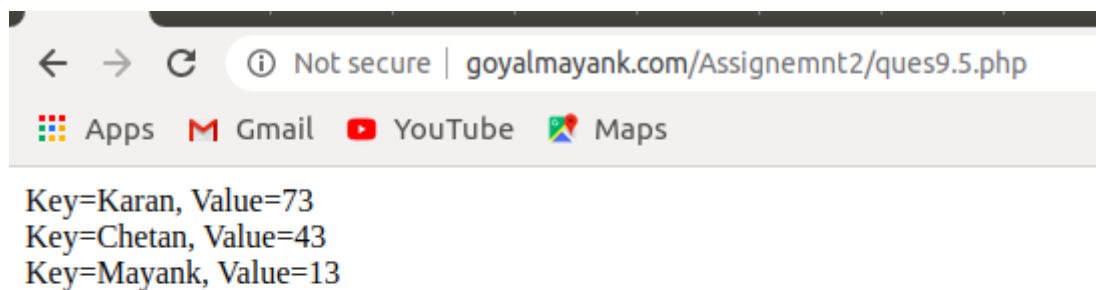 Not secure | goyalmayank.com/Assignemnt2/ques9.5.php
Apps Gmail YouTube Maps
Key=Karan, Value=73
Key=Chetan, Value=43
Key=Mayank, Value=13